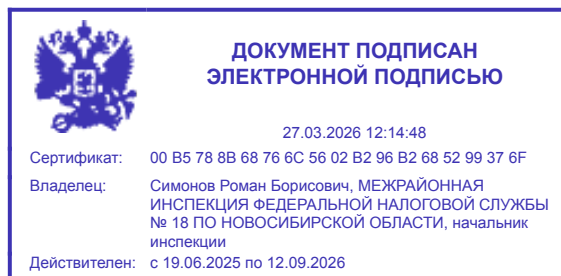 ДОКУМЕНТ ПОДПИСАН
ЭЛЕКТРОННОЙ ПОДПИСЬЮ
27.03.2026 12:14:48
Сертификат: 00 B5 78 8B 68 76 6C 56 02 B2 96 B2 68 52 99 37 6F
Владелец: Симонов Роман Борисович, МЕЖРАЙОННАЯ
ИНСПЕКЦИЯ ФЕДЕРАЛЬНОЙ НАЛОГОВОЙ СЛУЖБЫ
№ 18 ПО НОВОСИБИРСКОЙ ОБЛАСТИ, начальник
инспекции
Действителен: с 19.06.2025 по 12.09.2026